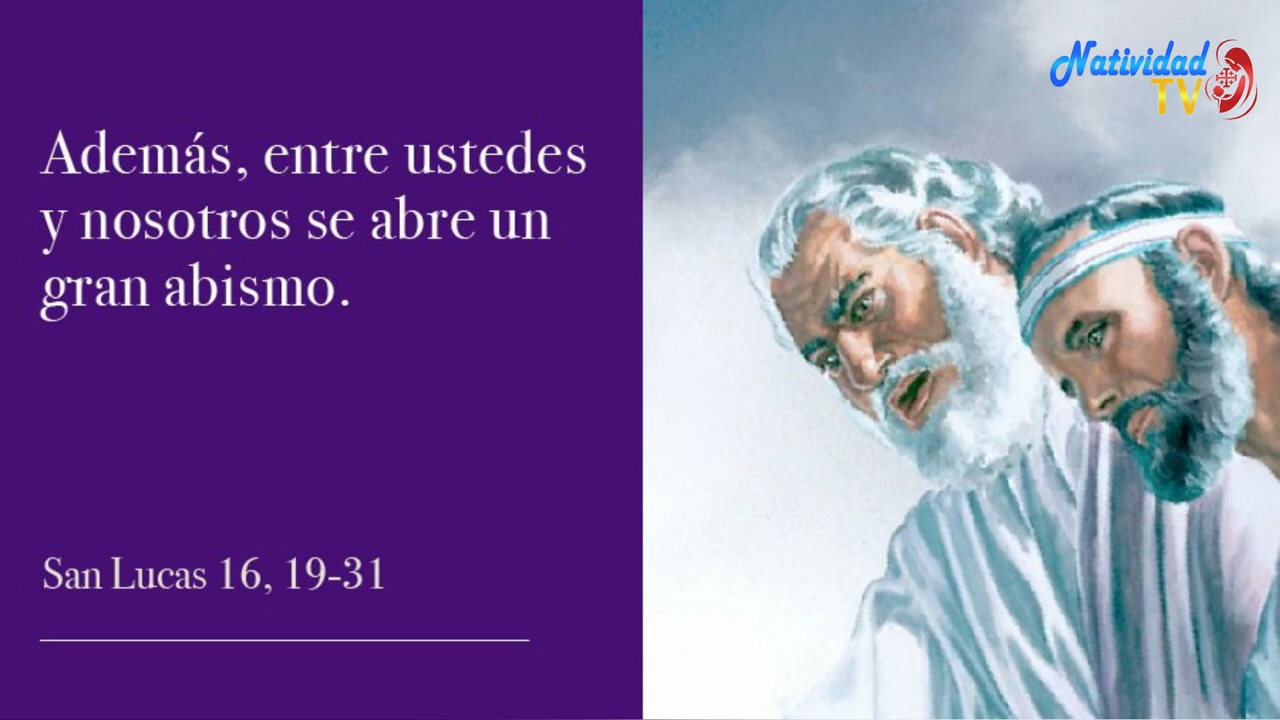 Además, entre ustedes
y nosotros se abre un
gran abismo.
San Lucas 16, 19-31
Natividad
TV